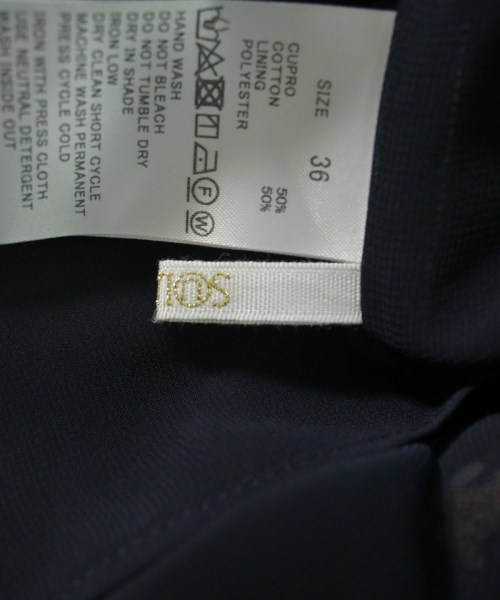 SIZE 36
CUPRO 50%
COTTON 50%
LINING
POLYESTER
HAND WASH
DO NOT BLEACH
DO NOT TUMBLE DRY
DRY IN SHADE
IRON LOW
DRY CLEAN SHORT CYCLE
MACHINE WASH PERMANENT
PRESS CYCLE COLD
IRON WITH PRESS CLOTH
USE NEUTRAL DETERGENT
WASH INSIDE OUT
F
W